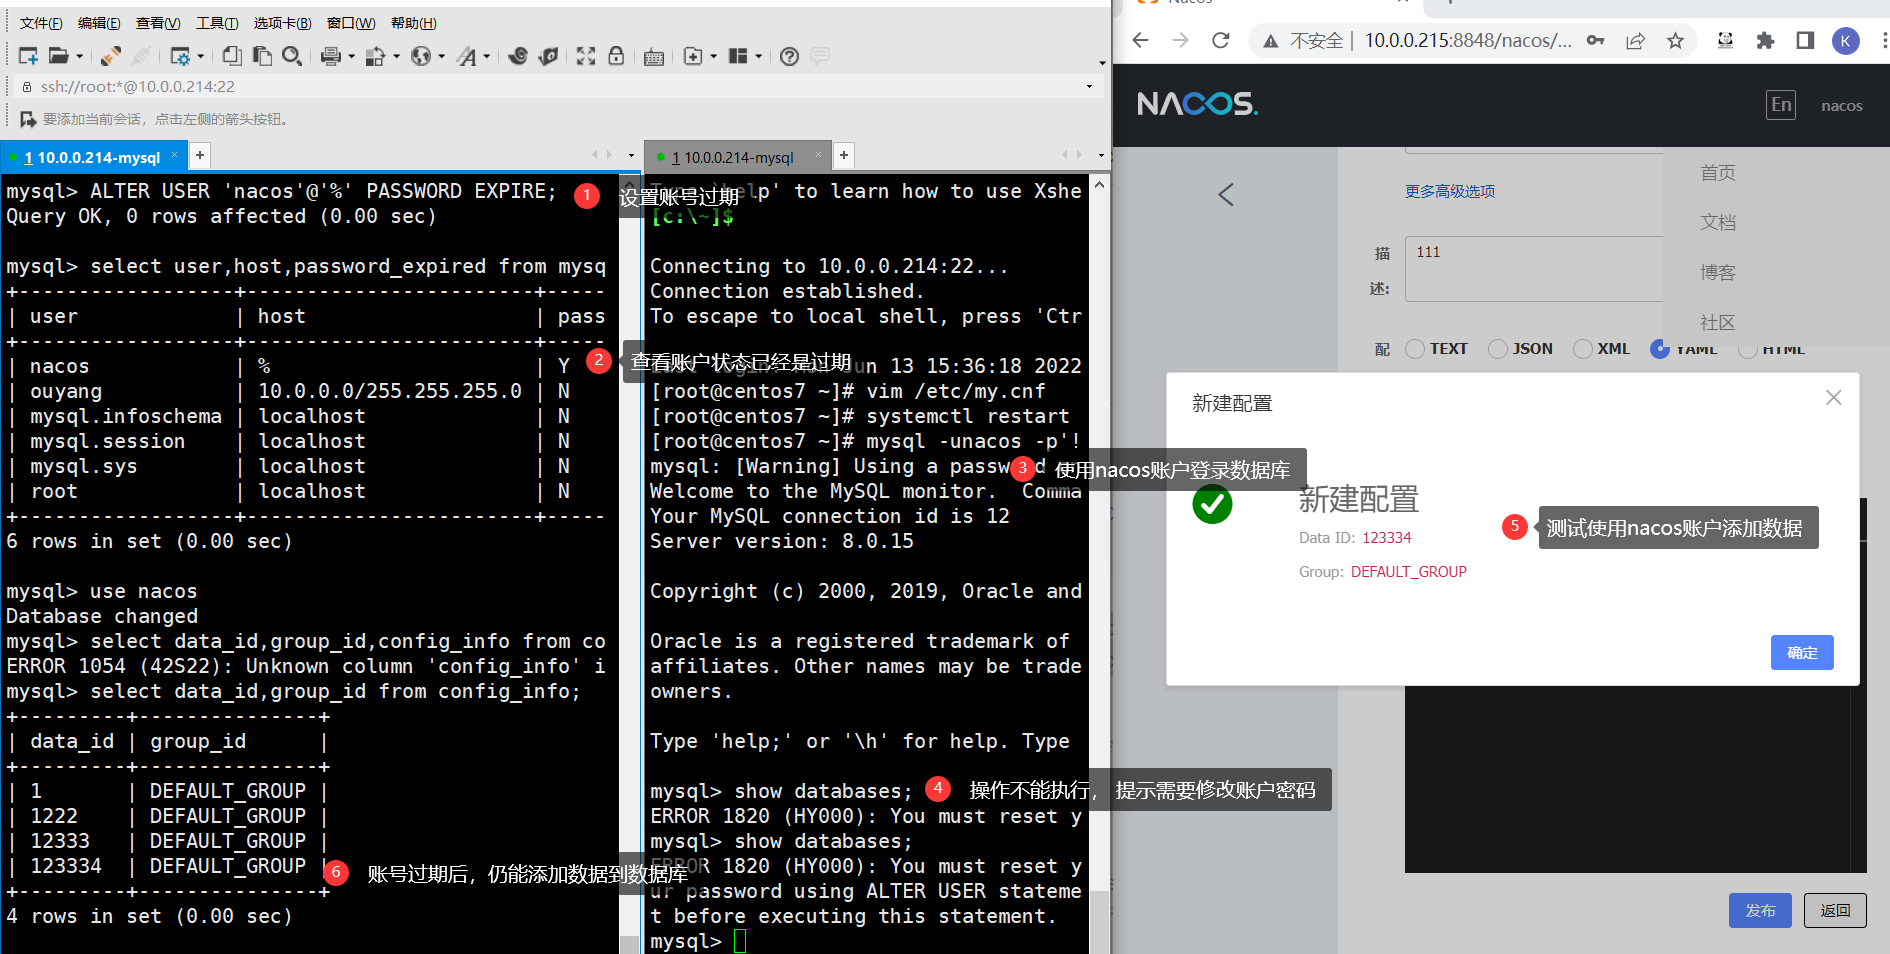 Nacos
文件(F) 编辑(E) 查看(V) 工具(T) 选项卡(B) 窗口(W) 帮助(H)
ssh://root:*@10.0.0.214:22
要添加当前会话，点击左侧的箭头按钮。
1 10.0.0.214-mysql × +
mysql> ALTER USER 'nacos'@'%' PASSWORD EXPIRE;
1 设置账号过期
Query OK, 0 rows affected (0.00 sec)
mysql> select user,host,password_expired from mysq
+------------------+------------------------+-----
| user | host | pass
+------------------+------------------------+-----
| nacos | % | Y
2 查看账户状态已经是过期
| ouyang | 10.0.0.0/255.255.255.0 | N
| mysql.infoschema | localhost | N
| mysql.session | localhost | N
| mysql.sys | localhost | N
| root | localhost | N
+------------------+------------------------+-----
6 rows in set (0.00 sec)
mysql> use nacos
Database changed
mysql> select data_id,group_id,config_info from co
ERROR 1054 (42S22): Unknown column 'config_info' i
mysql> select data_id,group_id from config_info;
+---------+---------------+
| data_id | group_id |
+---------+---------------+
| 1 | DEFAULT_GROUP |
| 1222 | DEFAULT_GROUP |
| 12333 | DEFAULT_GROUP |
| 123334 | DEFAULT_GROUP |
6 账号过期后，仍能添加数据到数据库
+---------+---------------+
4 rows in set (0.00 sec)
1 10.0.0.214-mysql × +
help' to learn how to use Xshe
[c:\~]$
Connecting to 10.0.0.214:22...
Connection established.
To escape to local shell, press 'Ctr
Last login: Mon Jun 13 15:36:18 2022
[root@centos7 ~]# vim /etc/my.cnf
[root@centos7 ~]# systemctl restart
[root@centos7 ~]# mysql -unacos -p'!
mysql: [Warning] Using a password
3 使用nacos账户登录数据库
Welcome to the MySQL monitor. Comma
Your MySQL connection id is 12
Server version: 8.0.15
Copyright (c) 2000, 2019, Oracle and
Oracle is a registered trademark of
affiliates. Other names may be trade
owners.
Type 'help;' or '\h' for help. Type
mysql> show databases;
4 操作不能执行， 提示需要修改账户密码
ERROR 1820 (HY000): You must reset y
mysql> show databases;
ERROR 1820 (HY000): You must reset y
ur password using ALTER USER stateme
t before executing this statement.
mysql>
不安全 | 10.0.0.215:8848/nacos/...
K
NACOS.
En nacos
首页
更多高级选项
文档
描
述:
111
博客
社区
配 TEXT JSON XML YAML HTML
新建配置
新建配置
Data ID: 123334
5 测试使用nacos账户添加数据
Group: DEFAULT_GROUP
确定
发布 返回